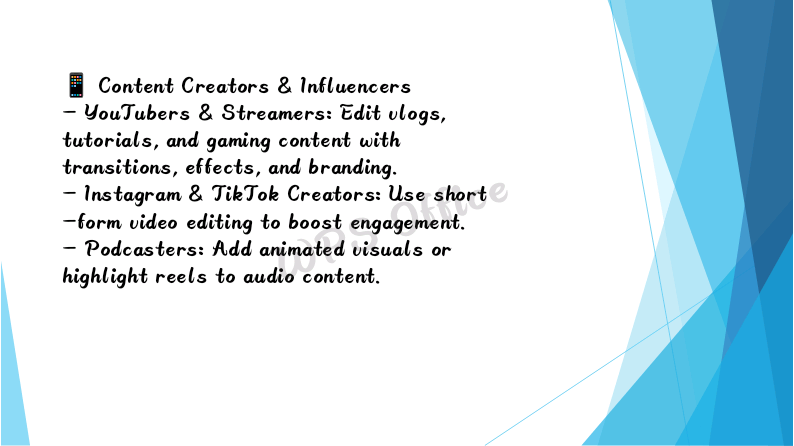 📱 Content Creators & Influencers
- YouTubers & Streamers: Edit vlogs,
tutorials, and gaming content with
transitions, effects, and branding.
- Instagram & TikTok Creators: Use short
-form video editing to boost engagement.
- Podcasters: Add animated visuals or
highlight reels to audio content.
WPS Office